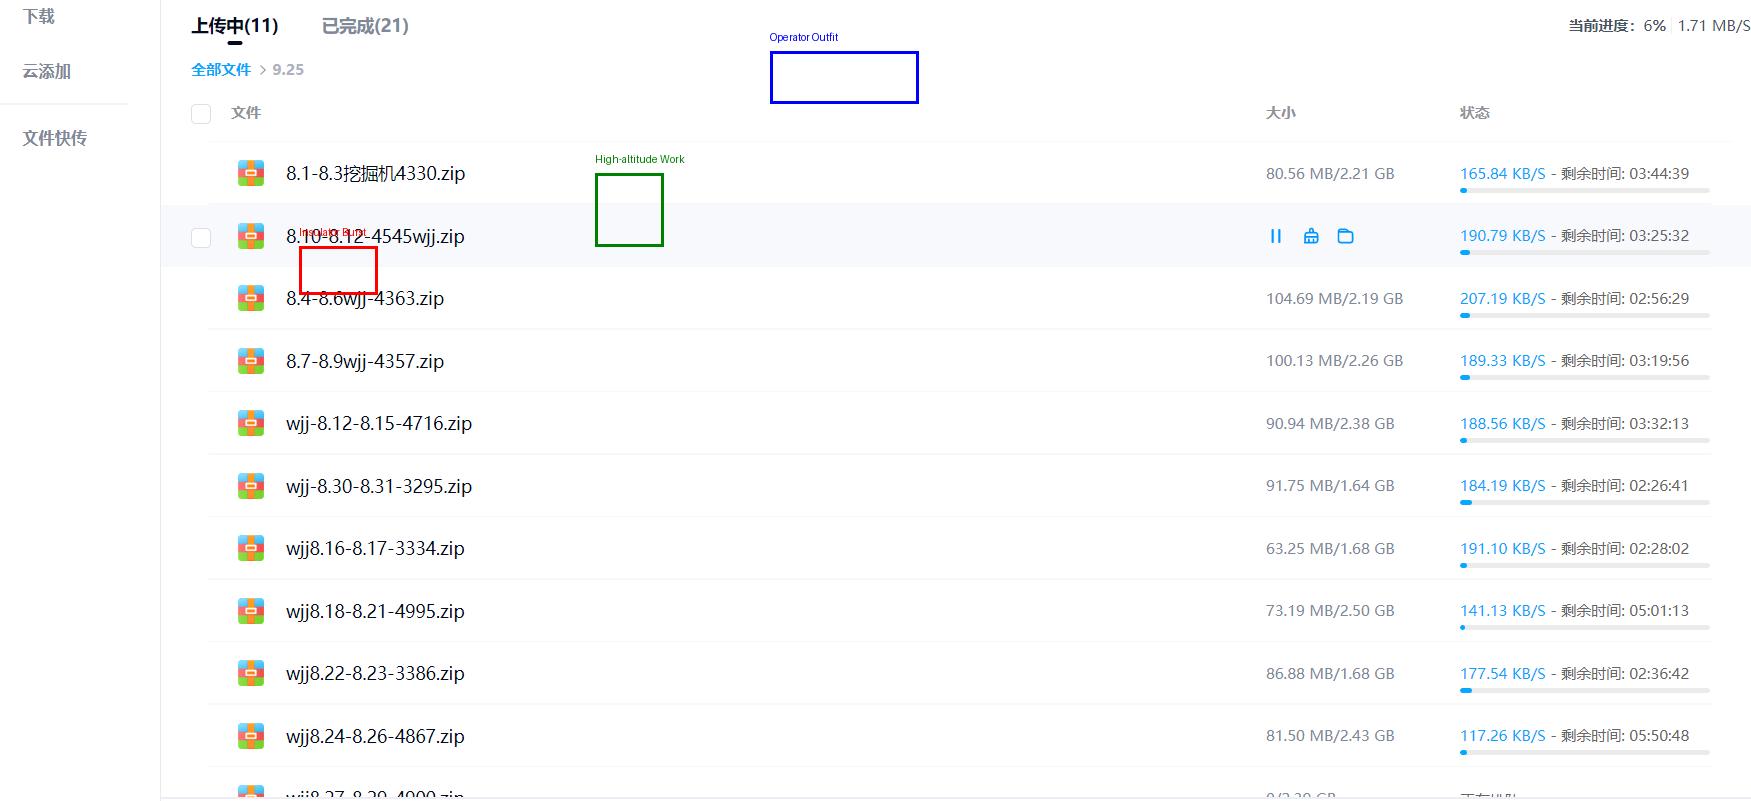 下载
云添加
文件快传
上传中(11) 已完成(21)
当前进度：6% 1.71 MB/S
全部文件 > 9.25
Operator Outfit
文件 大小 状态
High-altitude Work
8.1-8.3挖掘机4330.zip 80.56 MB/2.21 GB 165.84 KB/S - 剩余时间: 03:44:39
8.10-8.12-4545wjj.zip 190.79 KB/S - 剩余时间: 03:25:32
8.4-8.6wjj-4363.zip 104.69 MB/2.19 GB 207.19 KB/S - 剩余时间: 02:56:29
8.7-8.9wjj-4357.zip 100.13 MB/2.26 GB 189.33 KB/S - 剩余时间: 03:19:56
wjj-8.12-8.15-4716.zip 90.94 MB/2.38 GB 188.56 KB/S - 剩余时间: 03:32:13
wjj-8.30-8.31-3295.zip 91.75 MB/1.64 GB 184.19 KB/S - 剩余时间: 02:26:41
wjj8.16-8.17-3334.zip 63.25 MB/1.68 GB 191.10 KB/S - 剩余时间: 02:28:02
wjj8.18-8.21-4995.zip 73.19 MB/2.50 GB 141.13 KB/S - 剩余时间: 05:01:13
wjj8.22-8.23-3386.zip 86.88 MB/1.68 GB 177.54 KB/S - 剩余时间: 02:36:42
wjj8.24-8.26-4867.zip 81.50 MB/2.43 GB 117.26 KB/S - 剩余时间: 05:50:48